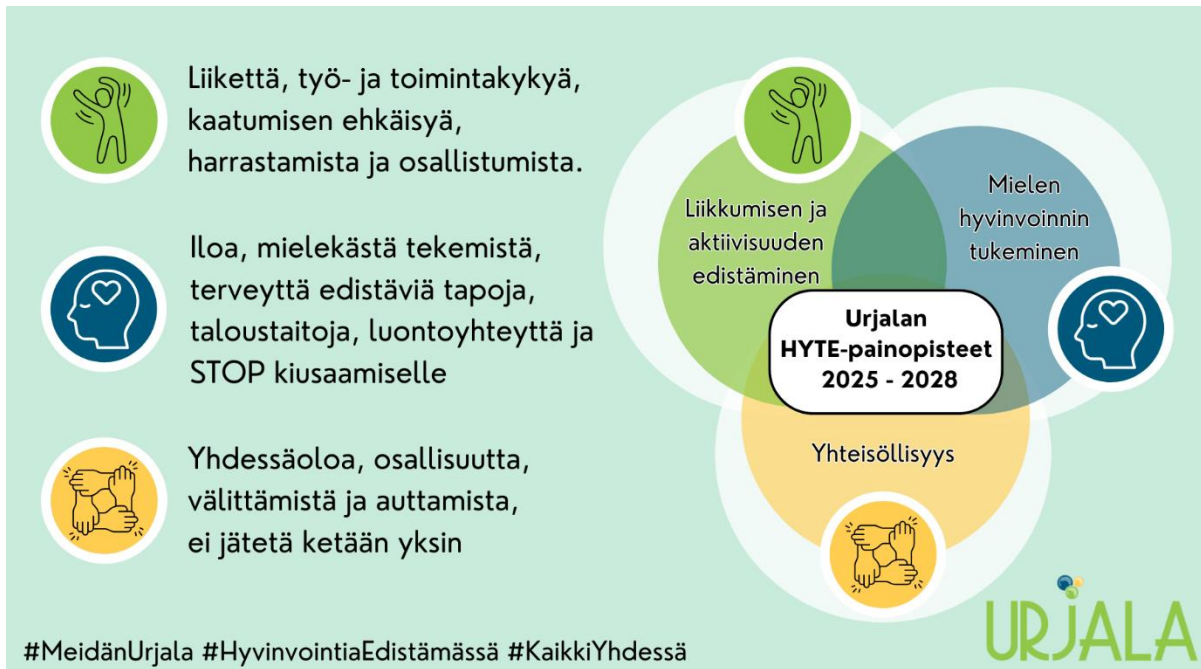 Liikettä, työ- ja toimintakykyä,
kaatumisen ehkäisyä,
harrastamista ja osallistumista.
Iloa, mielekästä tekemistä,
terveyttä edistäviä tapoja,
taloustaitoja, luontoyhteyttä ja
STOP kiusaamiselle
Yhdessäoloa, osallisuutta,
välittämistä ja auttamista,
ei jätetä ketään yksin
Liikkumisen ja
aktiivisuuden
edistäminen
Mielen
hyvinvoinnin
tukeminen
Urjalan
HYTE-painopisteet
2025 - 2028
Yhteisöllisyys
#MeidänUrjala #HyvinvointiaEdistämässä #KaikkiYhdessä
URJALA